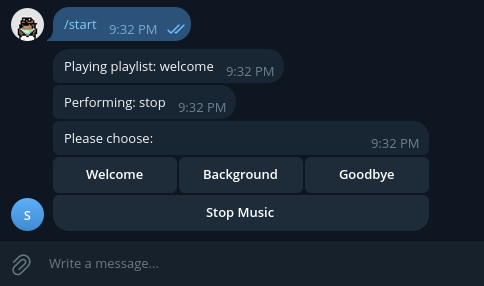 /start 9:32 PM
Playing playlist: welcome 9:32 PM
Performing: stop 9:32 PM
Please choose: 9:32 PM
Welcome Background Goodbye
S Stop Music
Write a message...